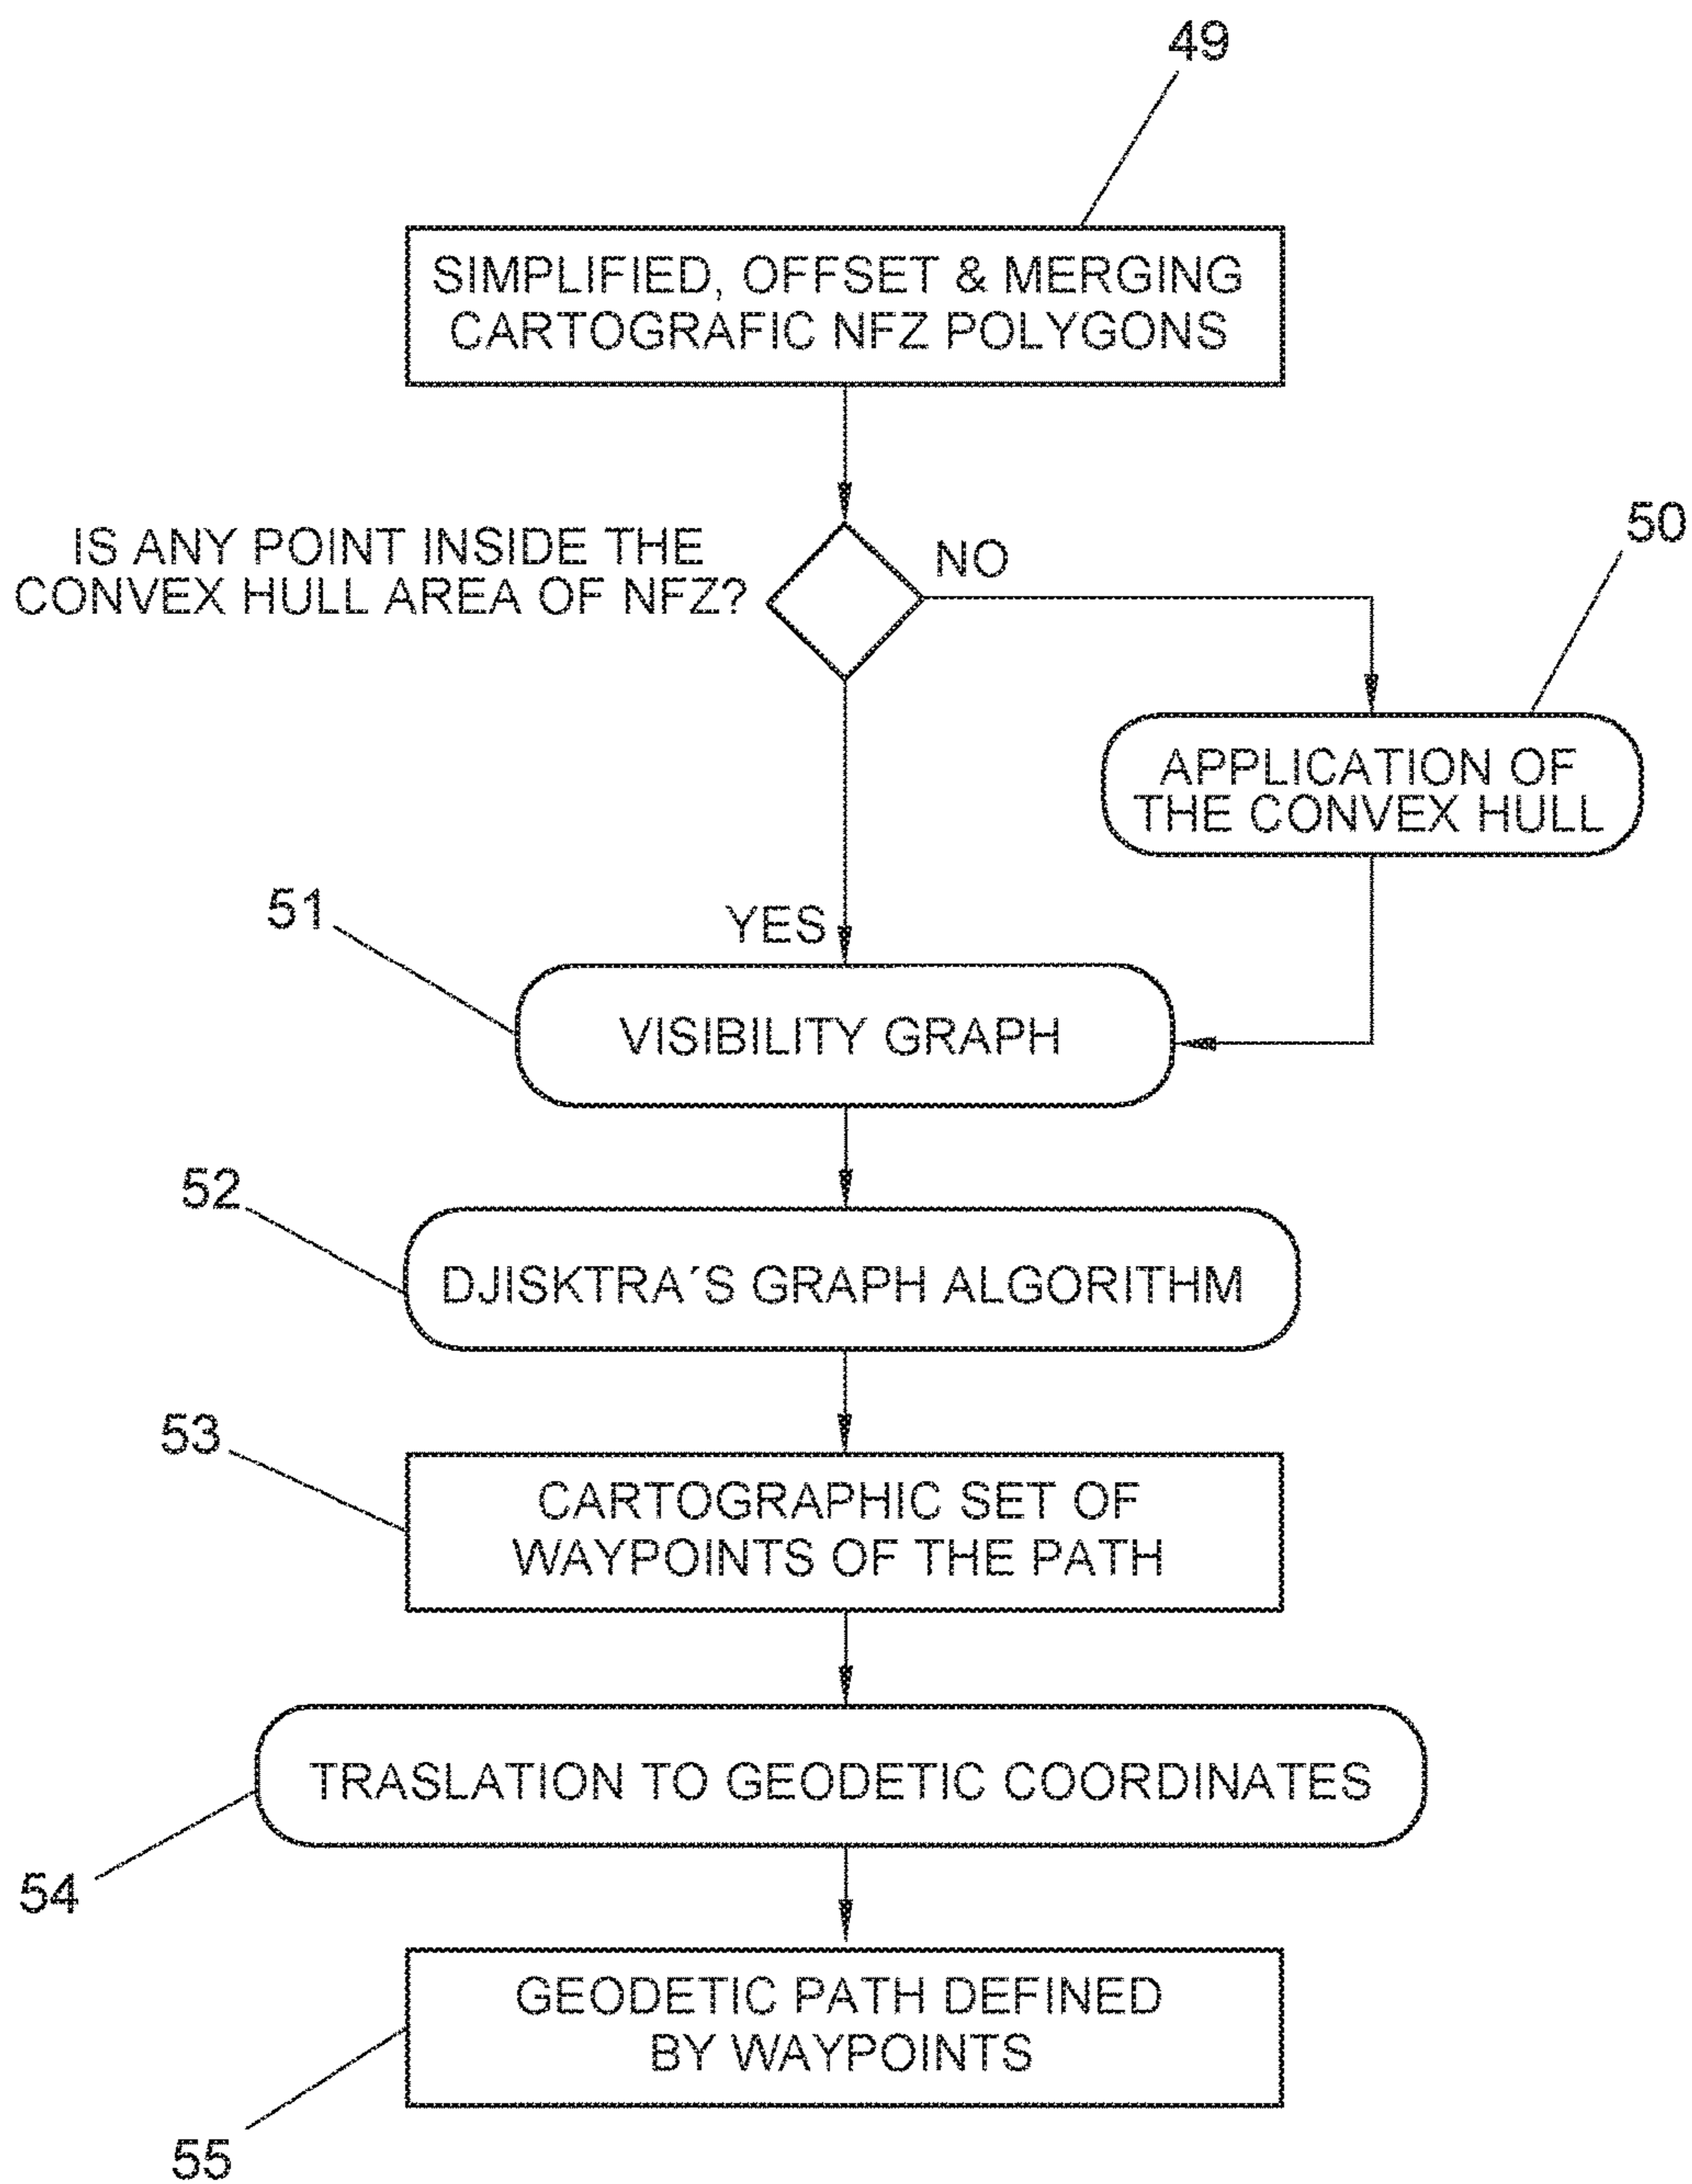 49
SIMPLIFIED, OFFSET & MERGING
CARTOGRAFIC NFZ POLYGONS
IS ANY POINT INSIDE THE
CONVEX HULL AREA OF NFZ?
NO
50
APPLICATION OF
THE CONVEX HULL
51
YES
VISIBILITY GRAPH
52
DJISKTRA´S GRAPH ALGORITHM
53
CARTOGRAPHIC SET OF
WAYPOINTS OF THE PATH
TRASLATION TO GEODETIC COORDINATES
54
GEODETIC PATH DEFINED
BY WAYPOINTS
55